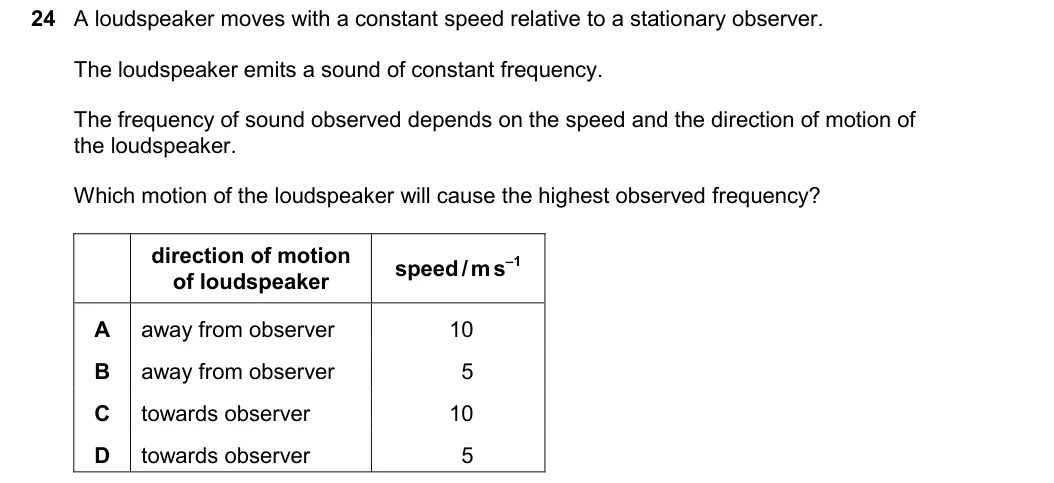 24 A loudspeaker moves with a constant speed relative to a stationary observer.
The loudspeaker emits a sound of constant frequency.
The frequency of sound observed depends on the speed and the direction of motion of
the loudspeaker.
Which motion of the loudspeaker will cause the highest observed frequency?
direction of motion
of loudspeaker
speed / m s⁻¹
A away from observer 10
B away from observer 5
C towards observer 10
D towards observer 5